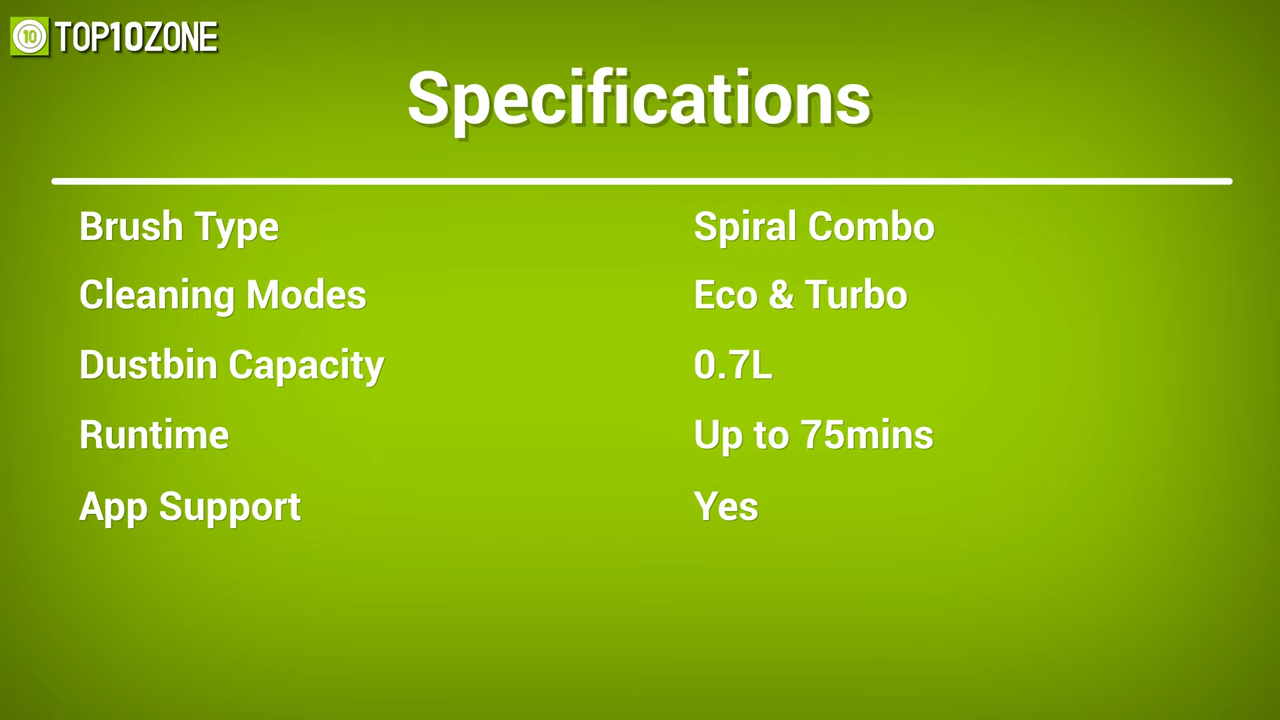 10 TOP10ZONE
Specifications
Brush Type Spiral Combo
Cleaning Modes Eco & Turbo
Dustbin Capacity 0.7L
Runtime Up to 75mins
App Support Yes